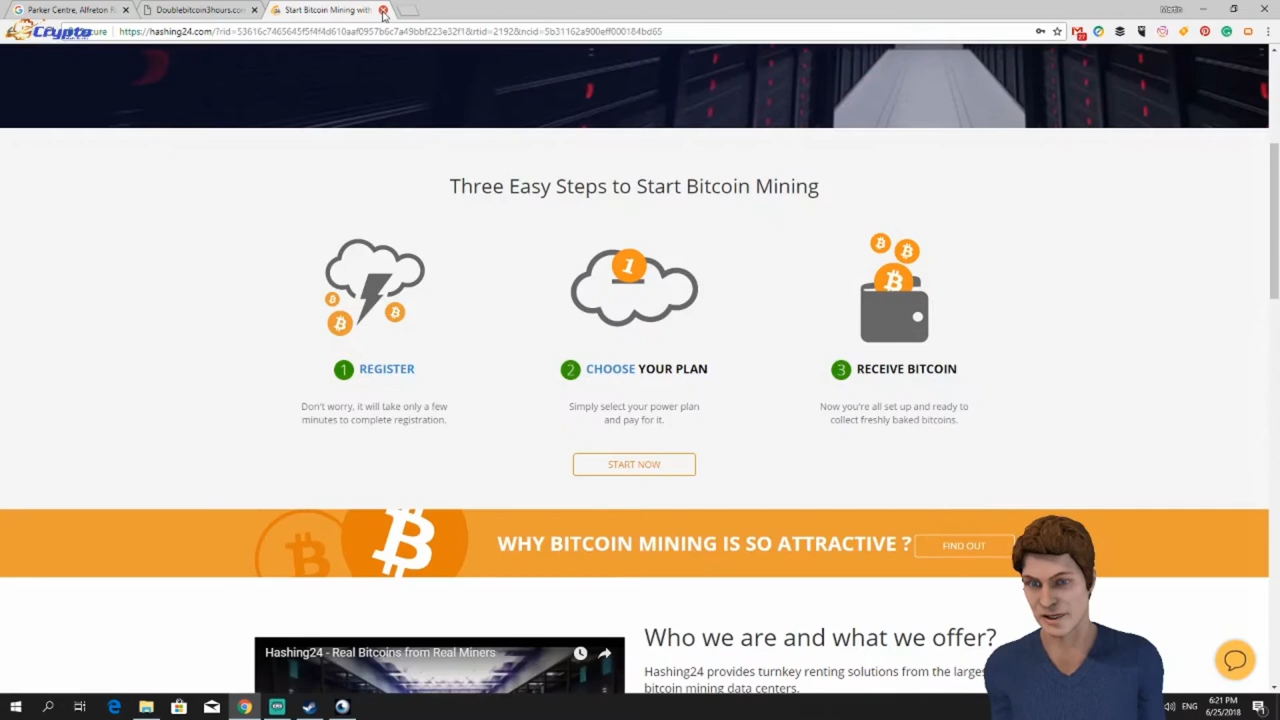 Parker Centre, Alfreton R
Doublebitcoin3hours.com
Start Bitcoin Mining with
Crypto
https://hashing24.com/?rid=53616c7465645f5f4f4d610aaf0957b6c7a49bbf223e32f1&rtid=2192&ncid=5b31162a900eff000184bd65
27
Three Easy Steps to Start Bitcoin Mining
1
1 REGISTER
2 CHOOSE YOUR PLAN
3 RECEIVE BITCOIN
Don't worry, it will take only a few
minutes to complete registration.
Simply select your power plan
and pay for it.
Now you're all set up and ready to
collect freshly baked bitcoins.
START NOW
WHY BITCOIN MINING IS SO ATTRACTIVE ?
FIND OUT
Who we are and what we offer?
Hashing24 - Real Bitcoins from Real Miners
Hashing24 provides turnkey renting solutions from the
bitcoin mining data centers.
ENG
6:21 PM
6/25/2018